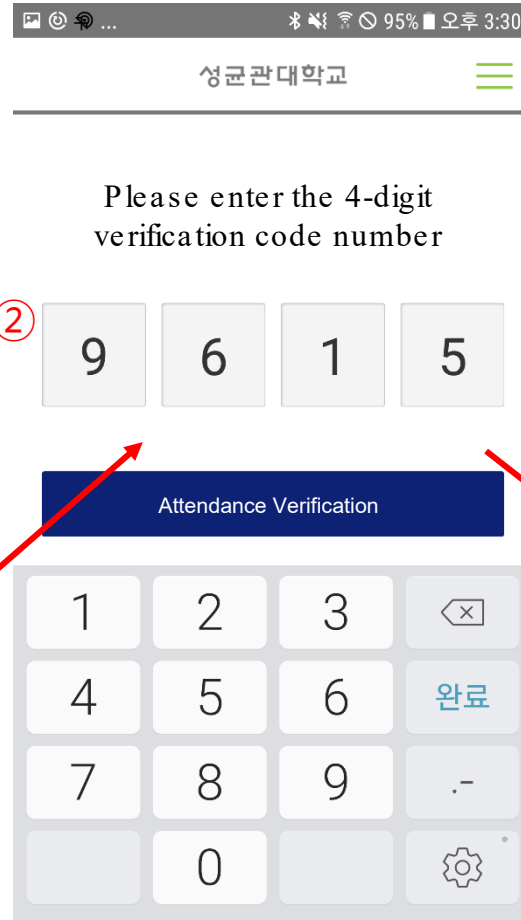 ... 95% 오후 3:30
성균관대학교
Please enter the 4-digit
verification code number
②
9 6 1 5
Attendance Verification
1 2 3
4 5 6 완료
7 8 9 .-
0